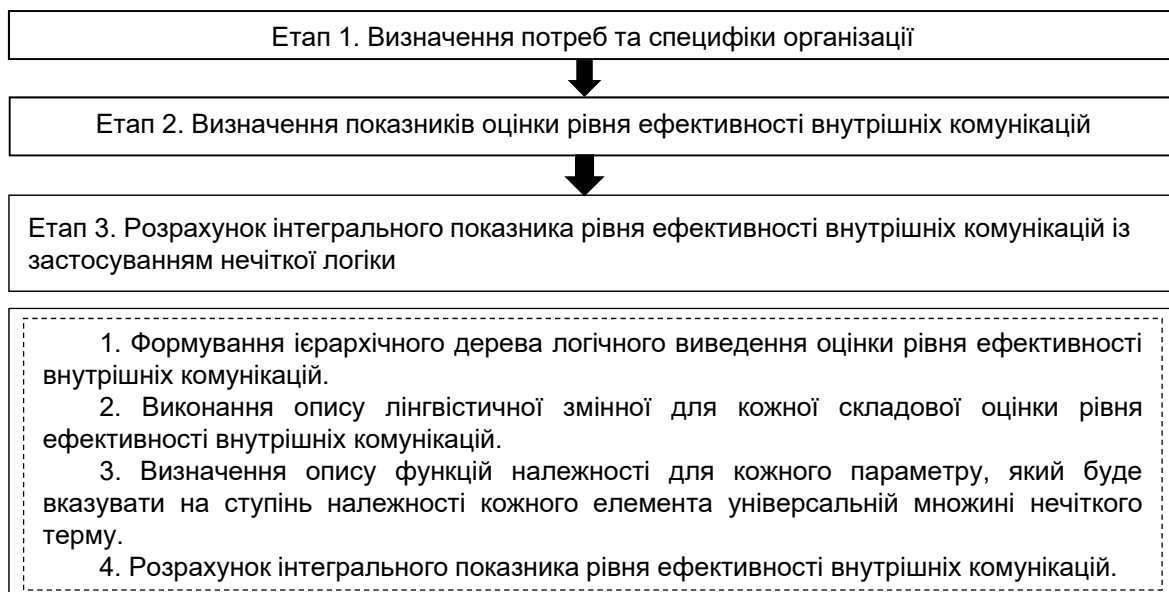 Етап 1. Визначення потреб та специфіки організації
Етап 2. Визначення показників оцінки рівня ефективності внутрішніх комунікацій
Етап 3. Розрахунок інтегрального показника рівня ефективності внутрішніх комунікацій із
застосуванням нечіткої логіки
1. Формування ієрархічного дерева логічного виведення оцінки рівня ефективності
внутрішніх комунікацій.
2. Виконання опису лінгвістичної змінної для кожної складової оцінки рівня
ефективності внутрішніх комунікацій.
3. Визначення опису функцій належності для кожного параметру, який буде
вказувати на ступінь належності кожного елемента універсальній множині нечіткого
терму.
4. Розрахунок інтегрального показника рівня ефективності внутрішніх комунікацій.